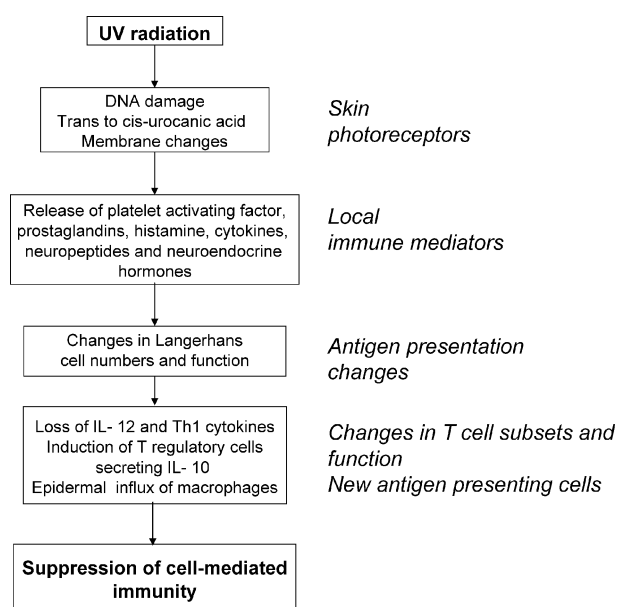 UV radiation
DNA damage
Trans to cis-urocanic acid
Membrane changes
Skin
photoreceptors
Release of platelet activating factor,
prostaglandins, histamine, cytokines,
neuropeptides and neuroendocrine
hormones
Local
immune mediators
Changes in Langerhans
cell numbers and function
Antigen presentation
changes
Loss of IL- 12 and Th1 cytokines
Induction of T regulatory cells
secreting IL- 10
Epidermal influx of macrophages
Changes in T cell subsets and
function
New antigen presenting cells
Suppression of cell-mediated
immunity